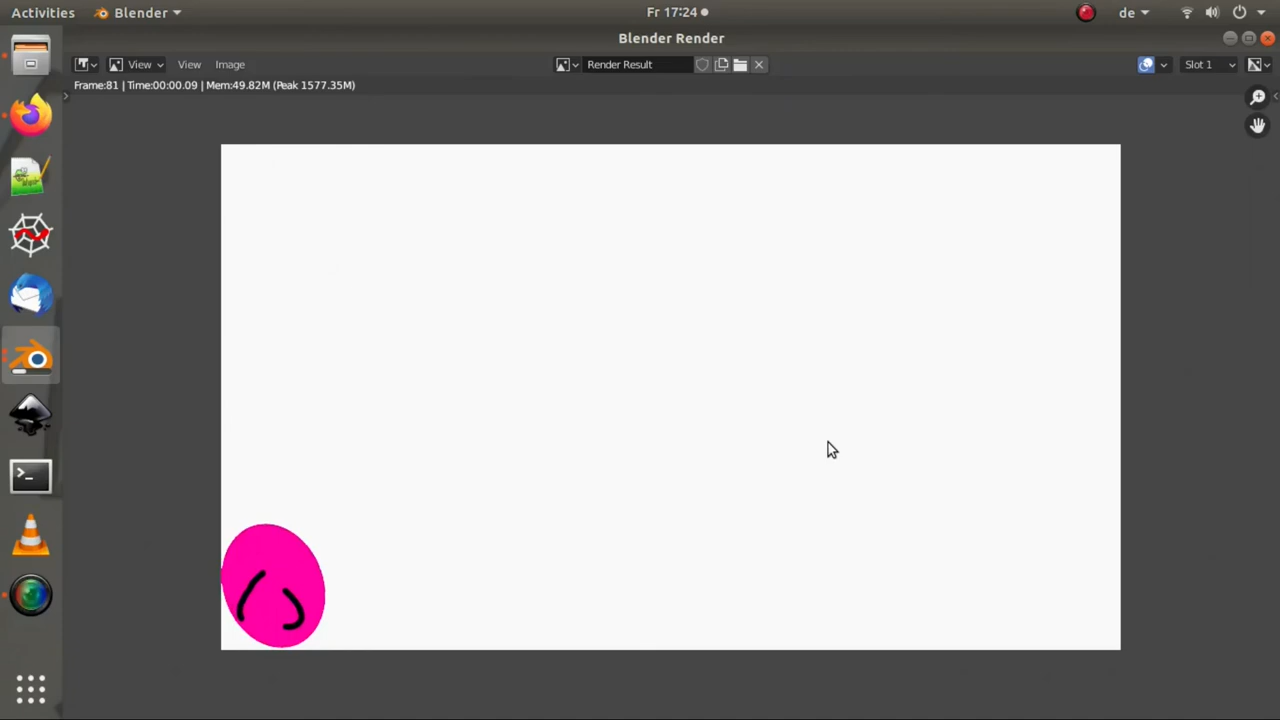 Activities Blender Fr 17:24 de
Blender Render
View View Image Render Result Slot 1
Frame:81 | Time:00:00.09 | Mem:49.82M (Peak 1577.35M)